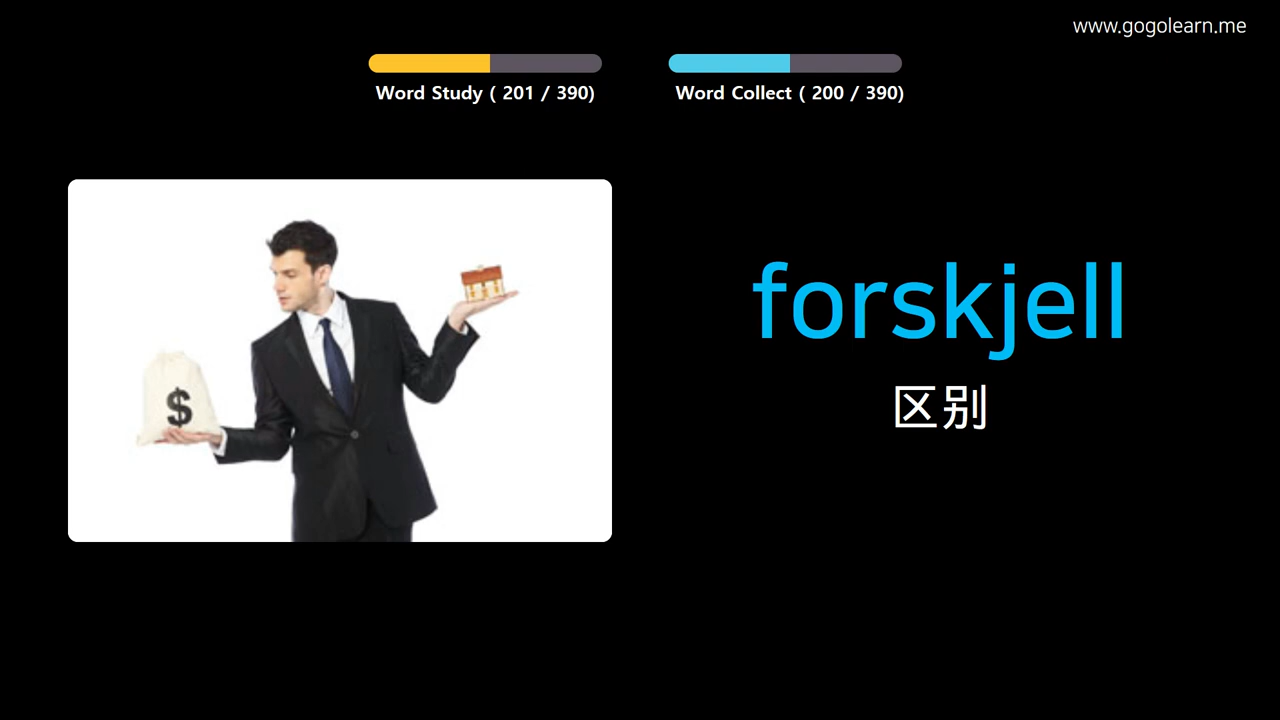 www.gogolearn.me
Word Study ( 201 / 390)
Word Collect ( 200 / 390)
$
forskjell
区别